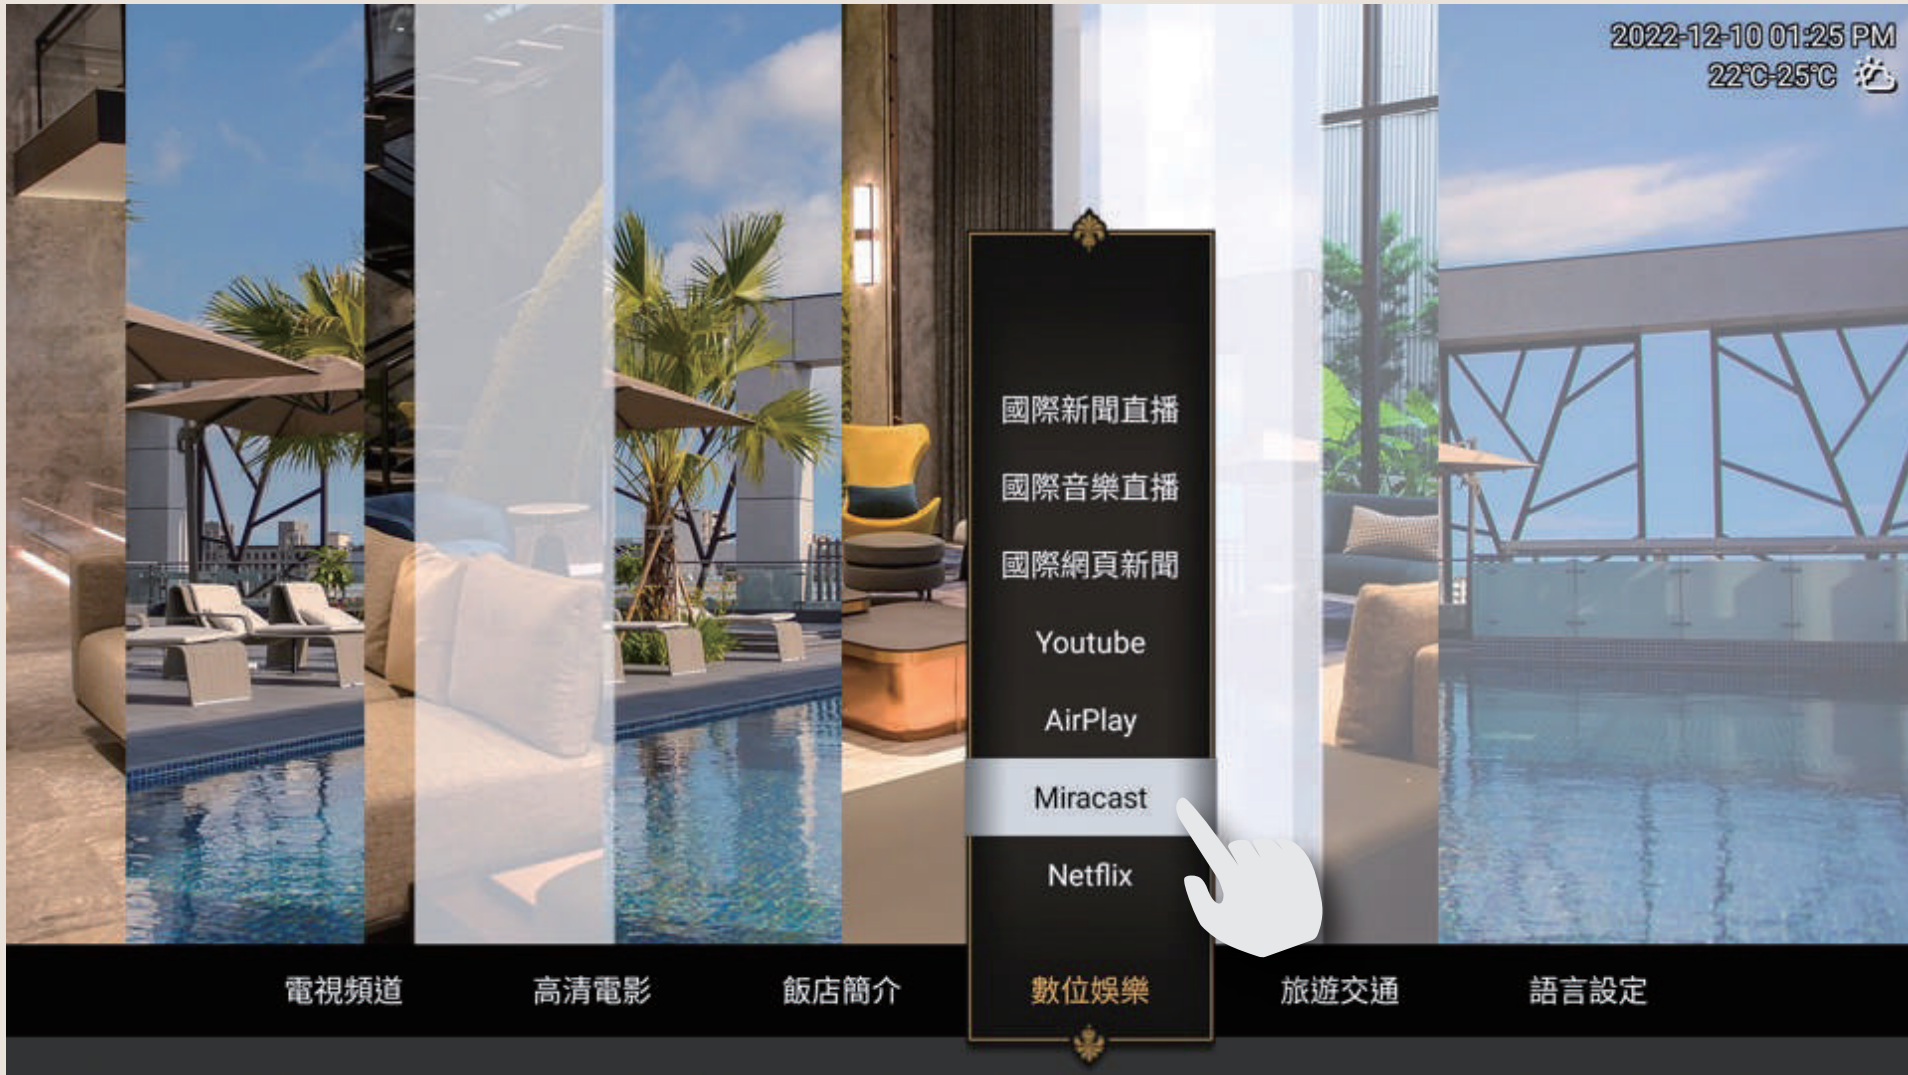 2022-12-10 01:25 PM
22°C-25°C
國際新聞直播
國際音樂直播
國際網頁新聞
Youtube
AirPlay
Miracast
Netflix
電視頻道 高清電影 飯店簡介 數位娛樂 旅遊交通 語言設定